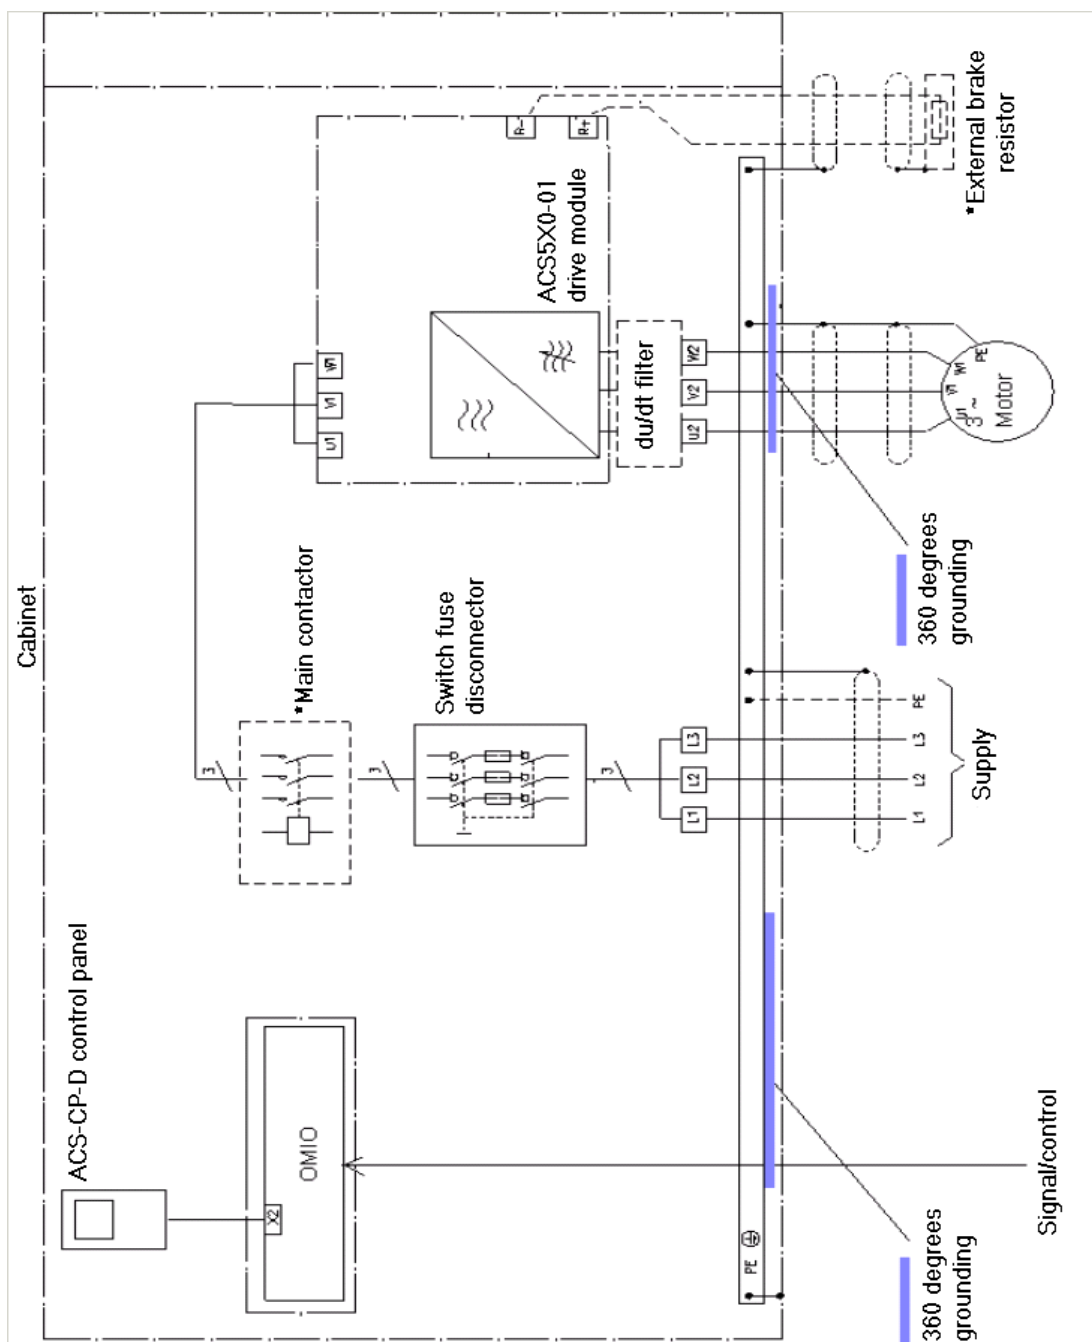 Cabinet
ACS-CP-D control panel
X2
OMIO
3
*Main contactor
3
Switch fuse
disconnector
3
L1 L2 L3
U1 V1 W1
R- R+
ACS5X0-01
drive module
du/dt filter
U2 V2 W2
PE
360 degrees
grounding
Signal/control
L1 L2 L3 PE
Supply
360 degrees
grounding
U1 V1 W1 PE
3 ~
Motor
*External brake
resistor